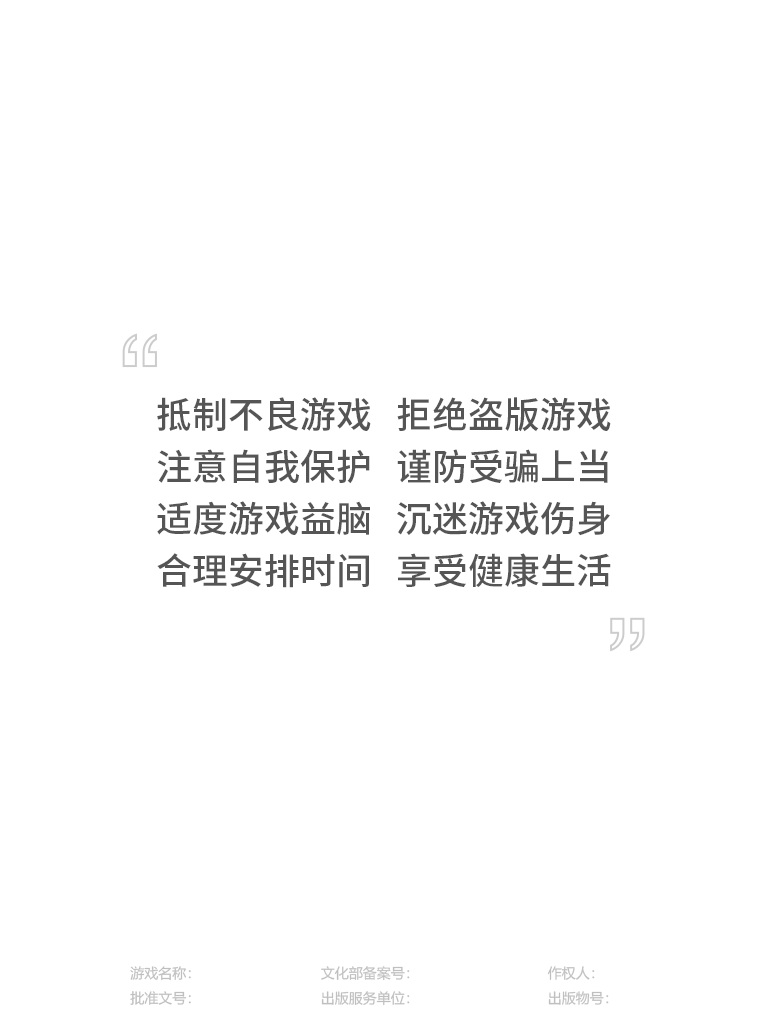 “
抵制不良游戏 拒绝盗版游戏
注意自我保护 谨防受骗上当
适度游戏益脑 沉迷游戏伤身
合理安排时间 享受健康生活
”
游戏名称： 文化部备案号： 作权人：
批准文号： 出版服务单位： 出版物号：